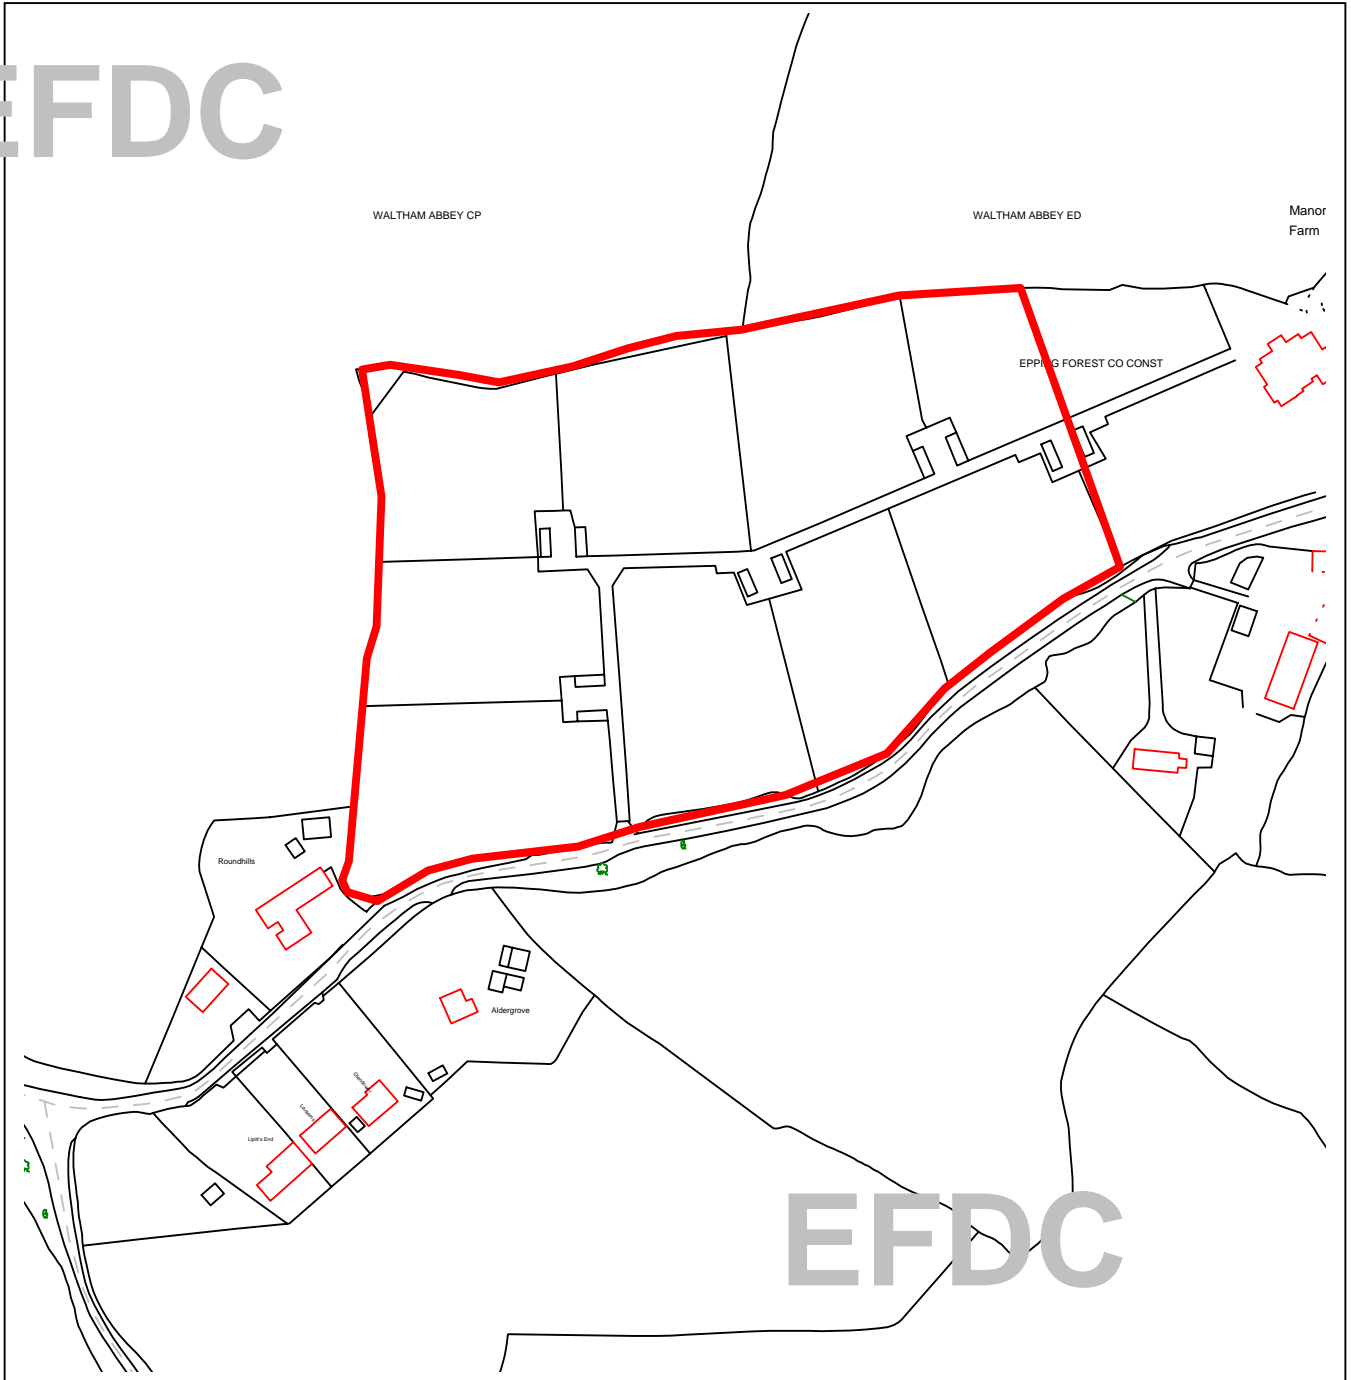 EFDC
WALTHAM ABBEY CP
WALTHAM ABBEY ED
Manor
Farm
EPPING FOREST CO CONST
Roundhills
Aldergrove
EFDC